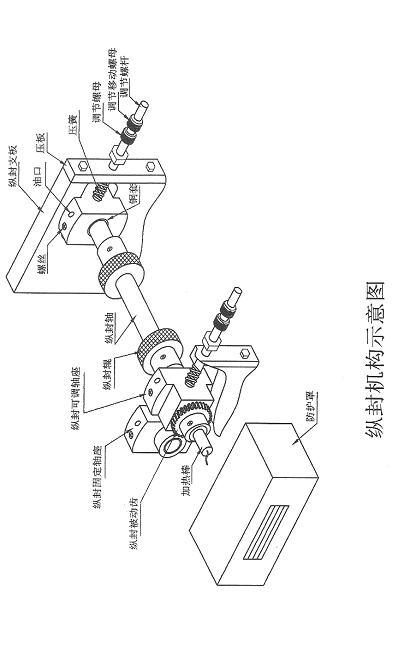 纵封支板
压板
油口
螺丝
压簧
调节螺母
调节移动螺母
调节螺杆
铜套
纵封轴
纵封辊
纵封可调轴座
纵封固定轴座
纵封被动齿
加热棒
防护罩
纵封机构示意图